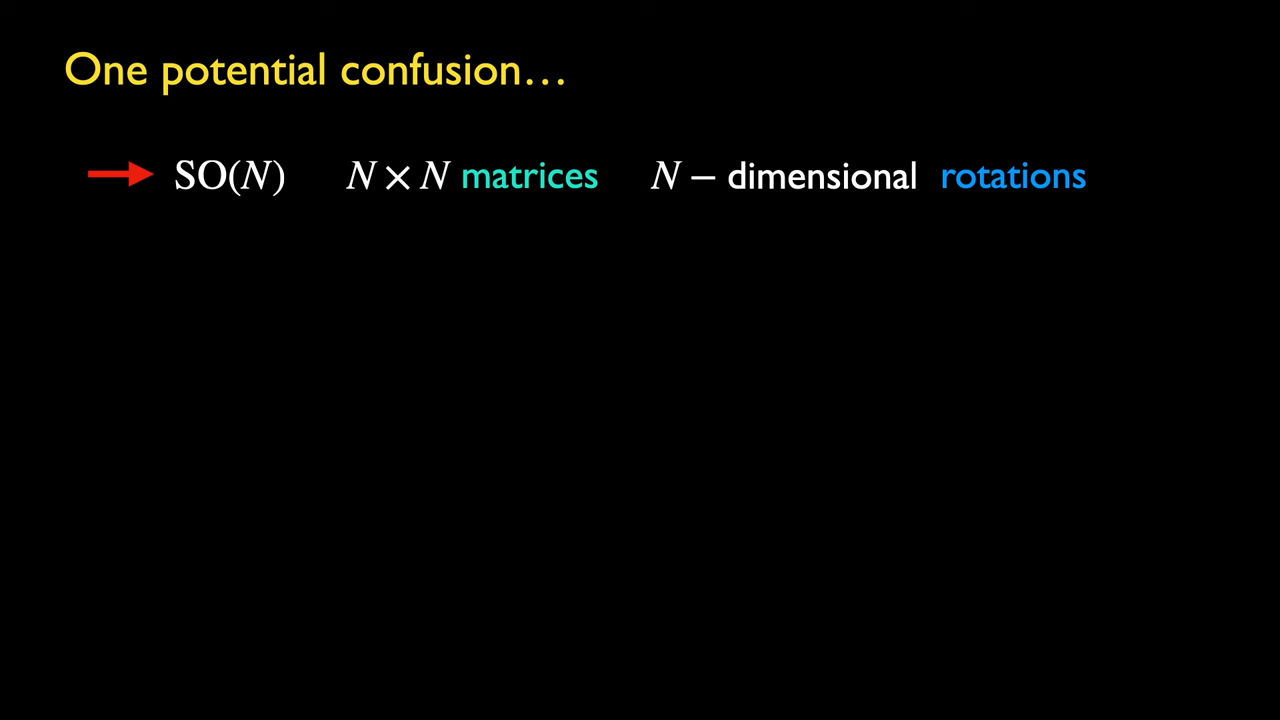 One potential confusion…
SO(N) N × N matrices N – dimensional rotations